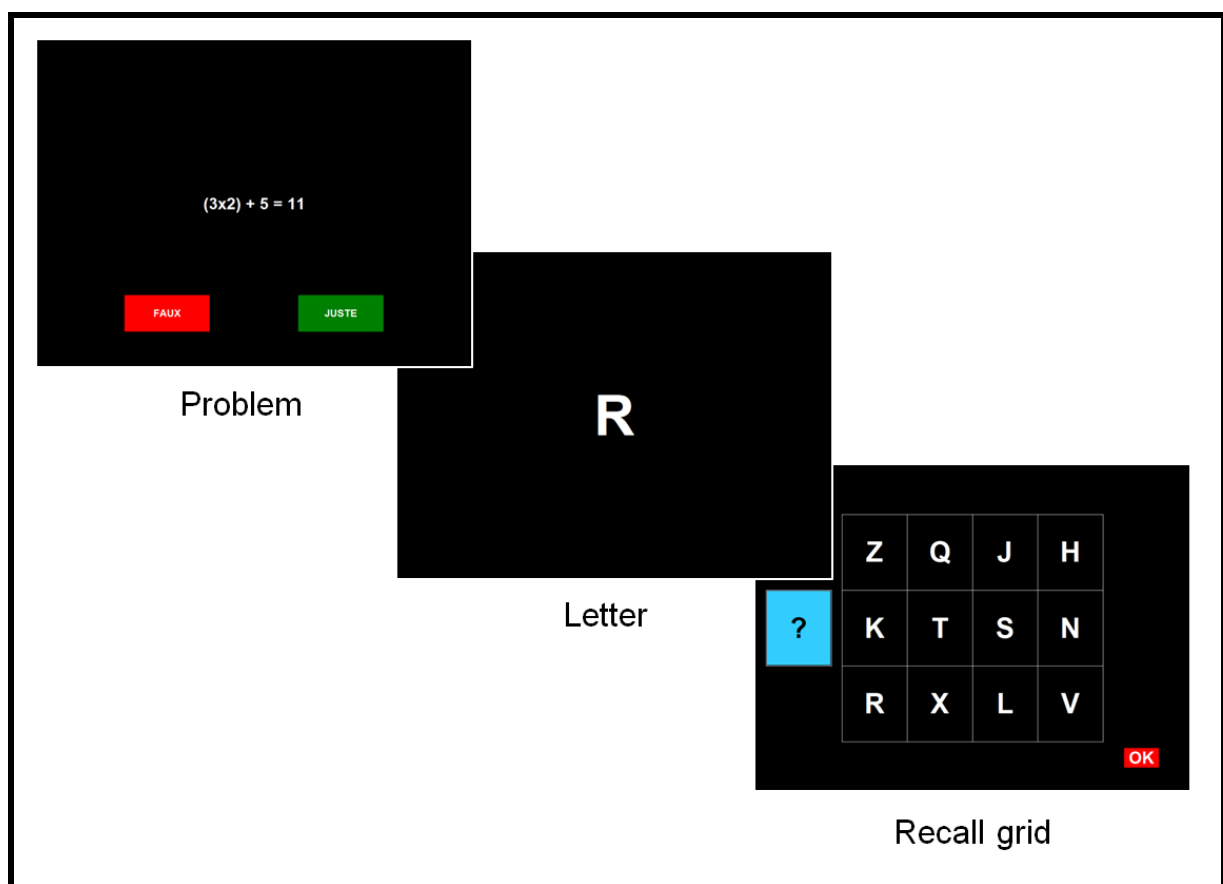 (3x2) + 5 = 11
FAUX JUSTE
Problem
R
Letter
Z Q J H
? K T S N
R X L V
OK
Recall grid